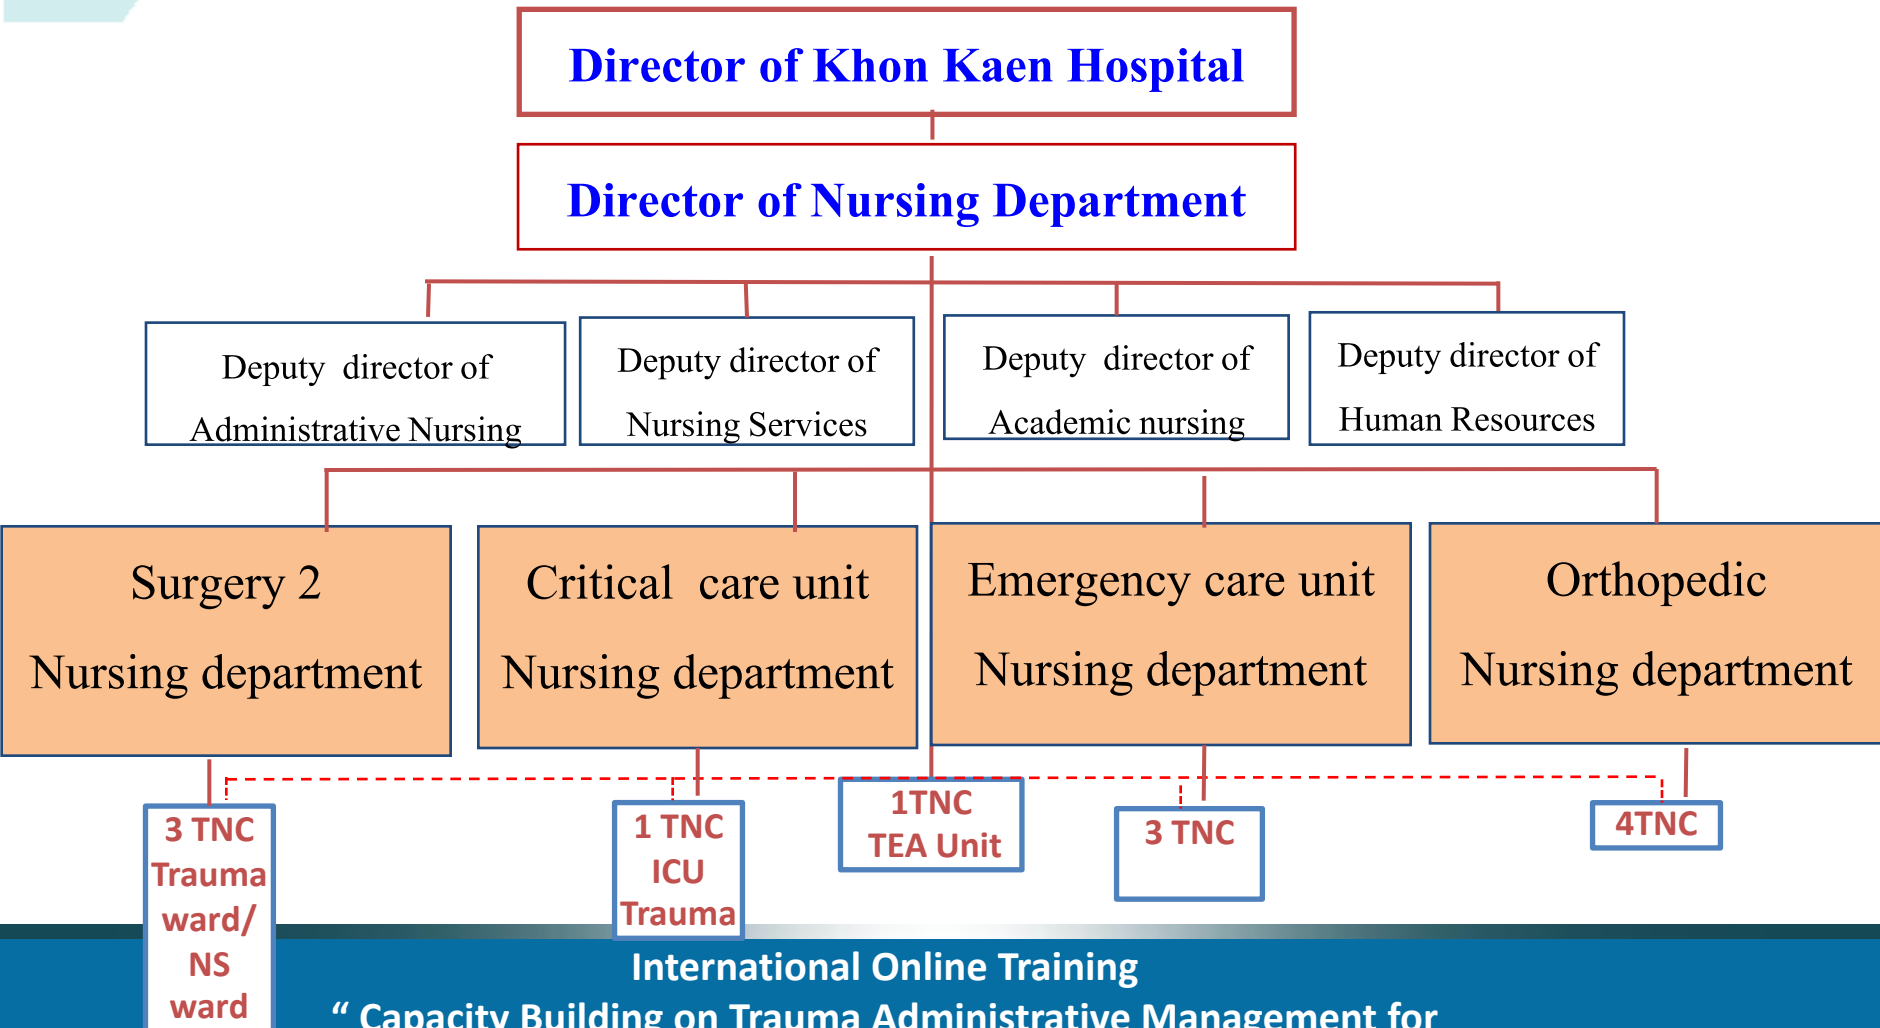 Director of Khon Kaen Hospital
Director of Nursing Department
Deputy director of
Administrative Nursing
Deputy director of
Nursing Services
Deputy director of
Academic nursing
Deputy director of
Human Resources
Surgery 2
Nursing department
Critical care unit
Nursing department
Emergency care unit
Nursing department
Orthopedic
Nursing department
3 TNC
Trauma
ward/
NS
ward
1 TNC
ICU
Trauma
1TNC
TEA Unit
3 TNC
4TNC
International Online Training
“ Capacity Building on Trauma Administrative Management for